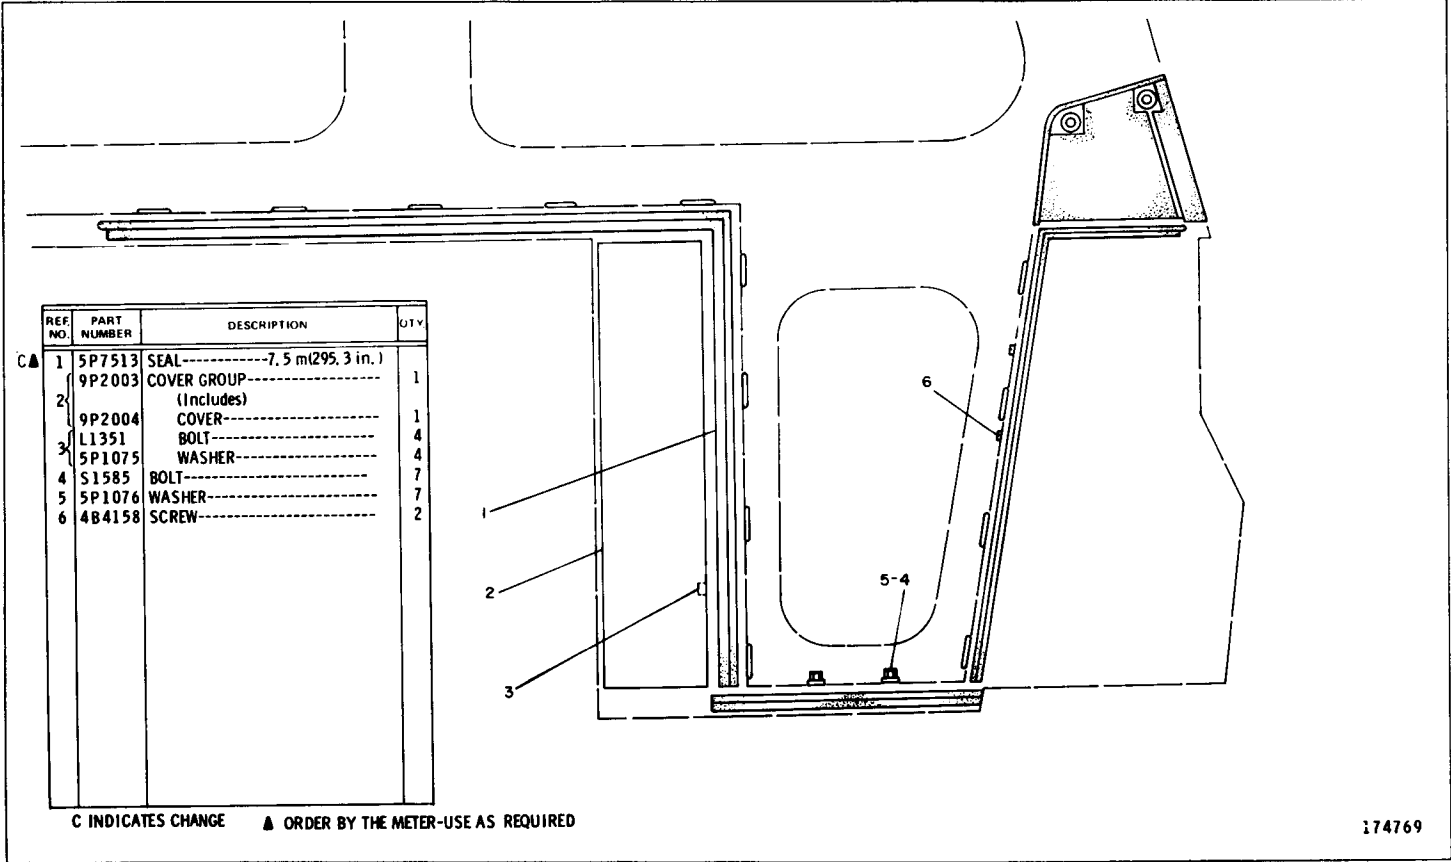 REF. NO. PART NUMBER DESCRIPTION QTY.
C▲ 1 5P7513 SEAL------------7.5 m(295.3 in.)
2{ 9P2003 COVER GROUP---------------- 1
(Includes)
9P2004 COVER------------------- 1
3{ L1351 BOLT-------------------- 4
5P1075 WASHER----------------- 4
4 S1585 BOLT------------------------ 7
5 5P1076 WASHER-------------------- 7
6 4B4158 SCREW--------------------- 2
6
1
5-4
2
3
C INDICATES CHANGE ▲ ORDER BY THE METER-USE AS REQUIRED
174769